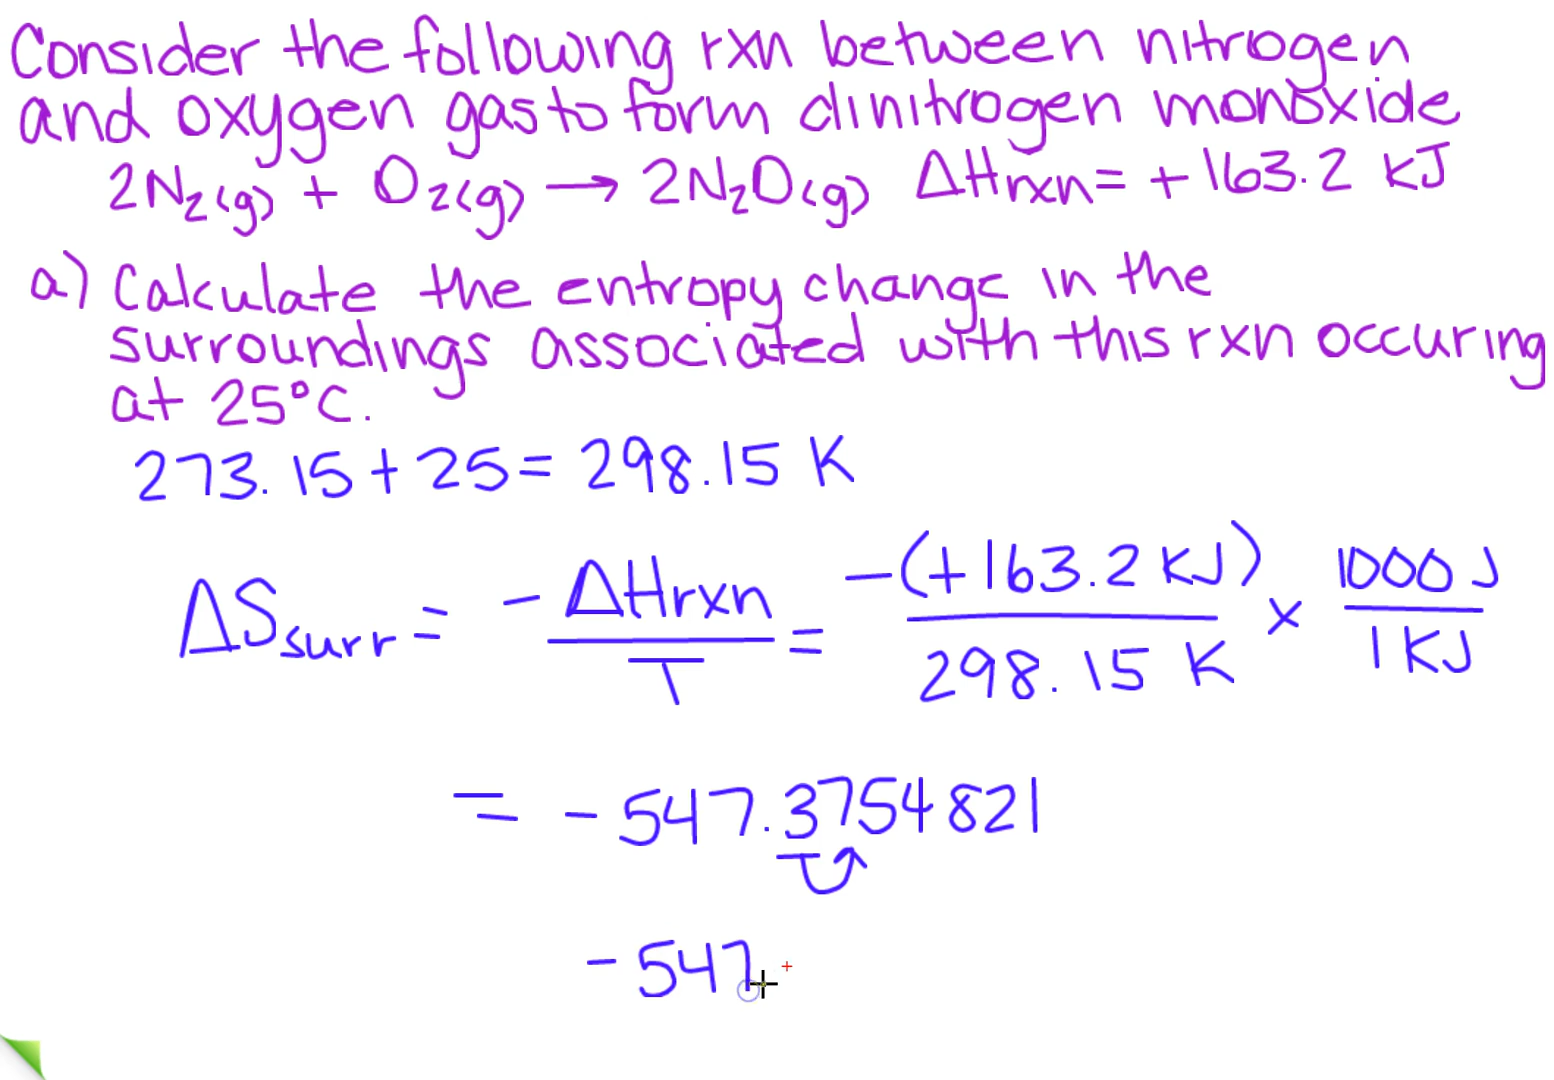 Consider the following rxn between nitrogen
and oxygen gas to form dinitrogen monoxide
2N₂(g) + O₂(g) → 2N₂O(g) ΔHrxn = +163.2 kJ
a) Calculate the entropy change in the
surroundings associated with this rxn occuring
at 25°C.
273.15 + 25 = 298.15 K
ΔSsurr = -ΔHrxn / T = -(+163.2 kJ) / 298.15 K × 1000 J / 1 kJ
= -547.3754821
-547